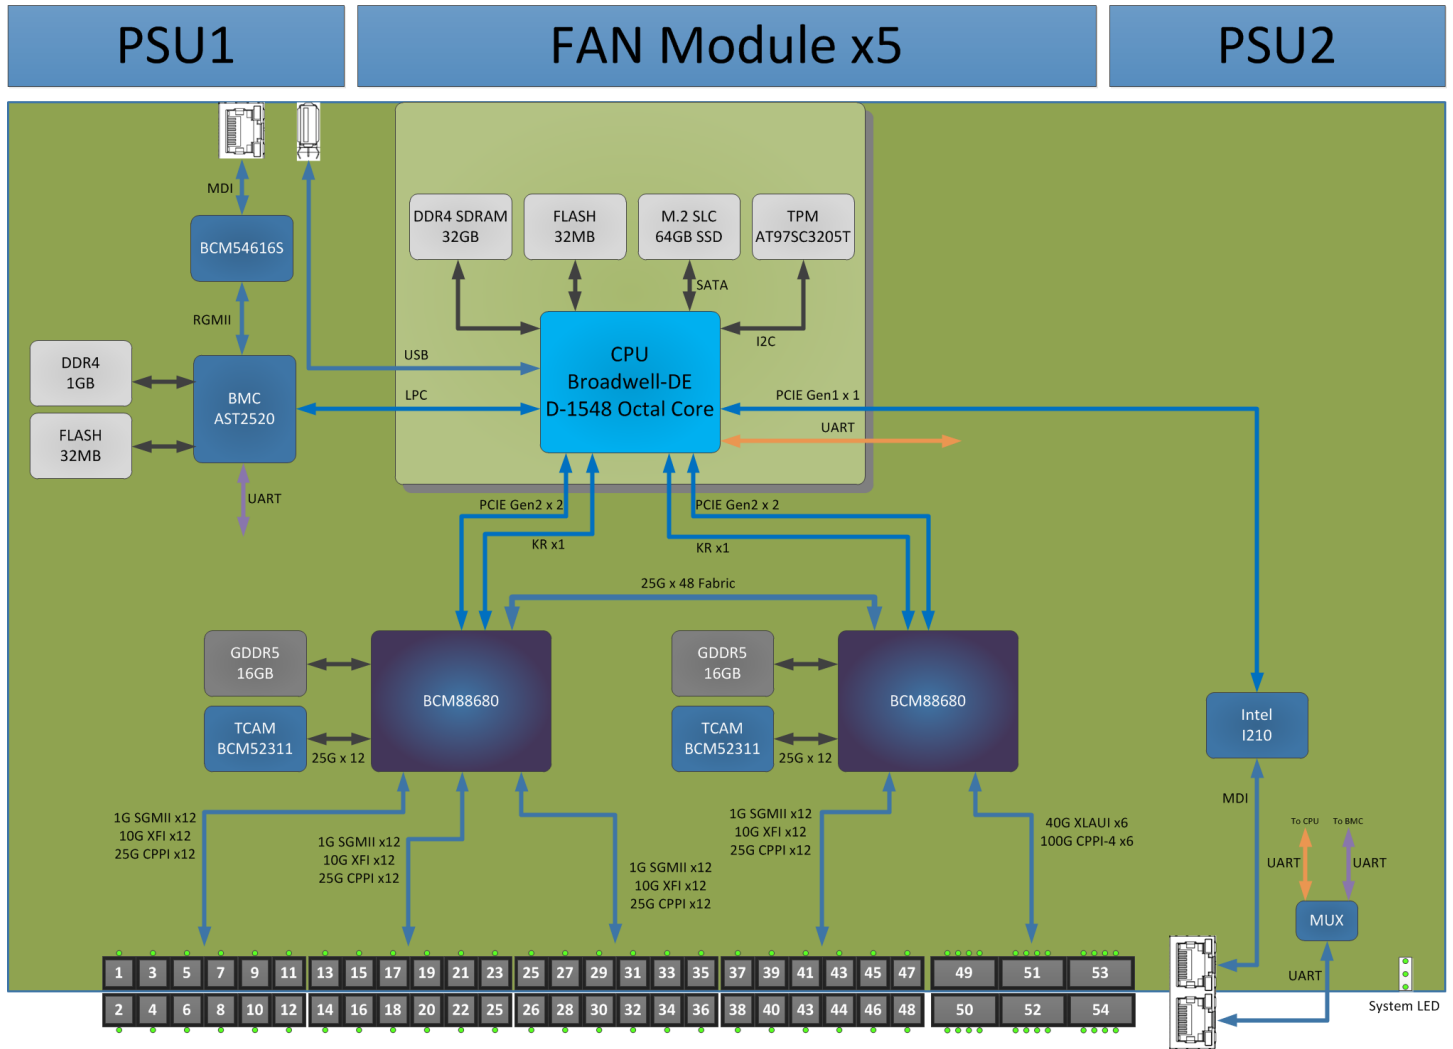 PSU1
FAN Module x5
PSU2
MDI
BCM54616S
RGMII
DDR4
1GB
FLASH
32MB
BMC
AST2520
UART
DDR4 SDRAM
32GB
FLASH
32MB
M.2 SLC
64GB SSD
TPM
AT97SC3205T
SATA
I2C
USB
LPC
CPU
Broadwell-DE
D-1548 Octal Core
PCIE Gen1 x 1
UART
PCIE Gen2 x 2
KR x1
PCIE Gen2 x 2
KR x1
25G x 48 Fabric
GDDR5
16GB
TCAM
BCM52311
25G x 12
BCM88680
GDDR5
16GB
TCAM
BCM52311
25G x 12
BCM88680
Intel
I210
MDI
1G SGMII x12
10G XFI x12
25G CPPI x12
1G SGMII x12
10G XFI x12
25G CPPI x12
1G SGMII x12
10G XFI x12
25G CPPI x12
1G SGMII x12
10G XFI x12
25G CPPI x12
40G XLAUI x6
100G CPPI-4 x6
To CPU
To BMC
UART
UART
MUX
UART
1 3 5 7 9 11 13 15 17 19 21 23 25 27 29 31 33 35 37 39 41 43 45 47 49 51 53
2 4 6 8 10 12 14 16 18 20 22 25 26 28 30 32 34 36 38 40 43 44 46 48 50 52 54
System LED